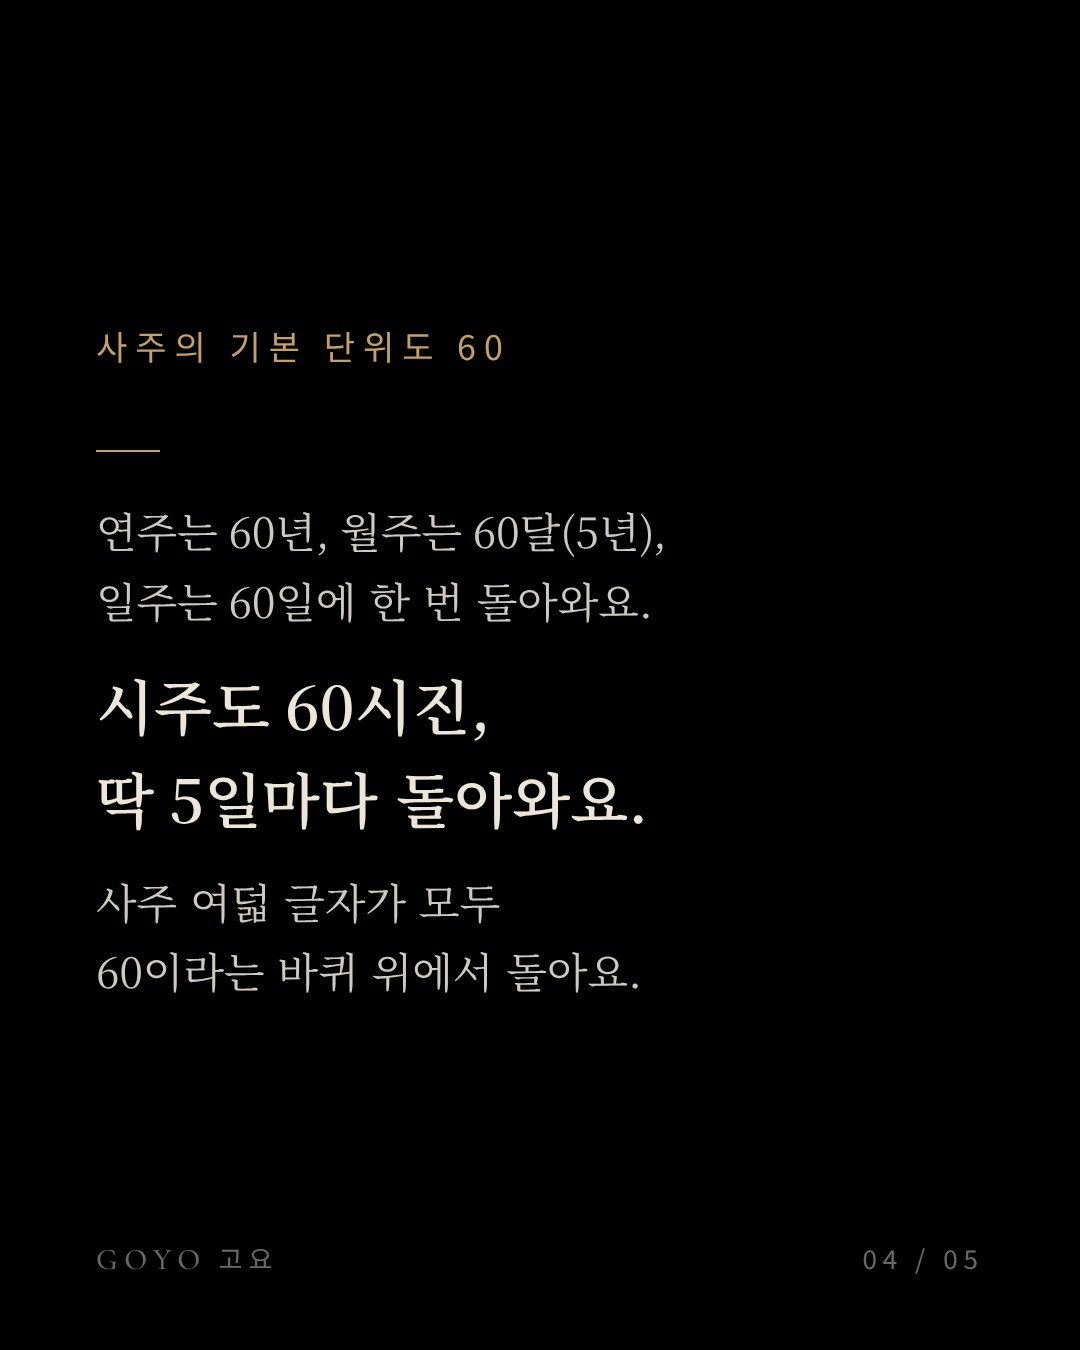 사주의 기본 단위도 60
연주는 60년, 월주는 60달(5년),
일주는 60일에 한 번 돌아와요.
시주도 60시진,
딱 5일마다 돌아와요.
사주 여덟 글자가 모두
60이라는 바퀴 위에서 돌아요.
GOYO 고요
04 / 05